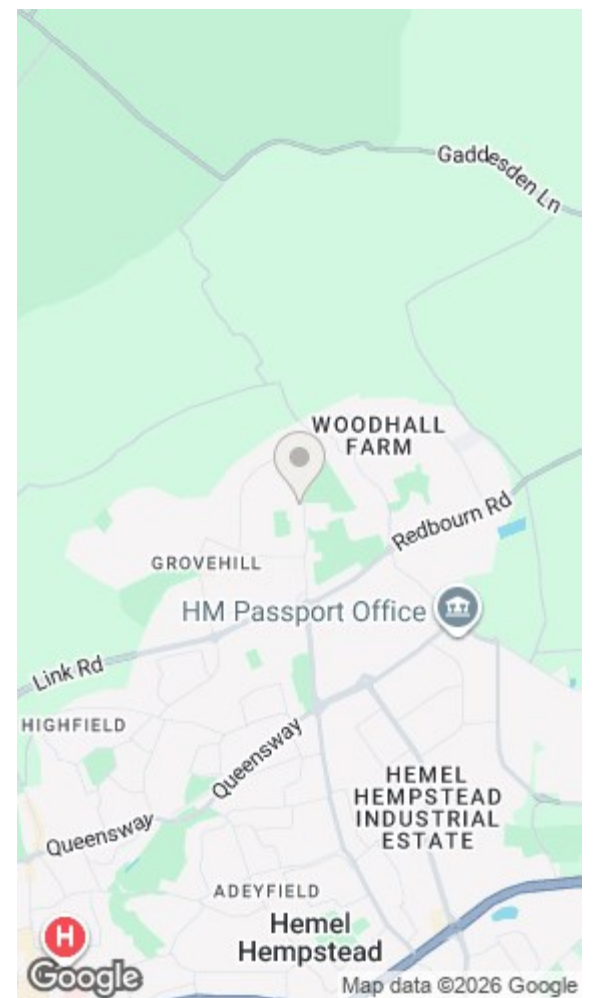 Gaddesden Ln
WOODHALL
FARM
Redbourn Rd
GROVEHILL
HM Passport Office
Link Rd
HIGHFIELD
Queensway
HEMEL
HEMPSTEAD
INDUSTRIAL
ESTATE
Queensway
ADEYFIELD
Hemel
Hempstead
H
Google
Map data ©2026 Google